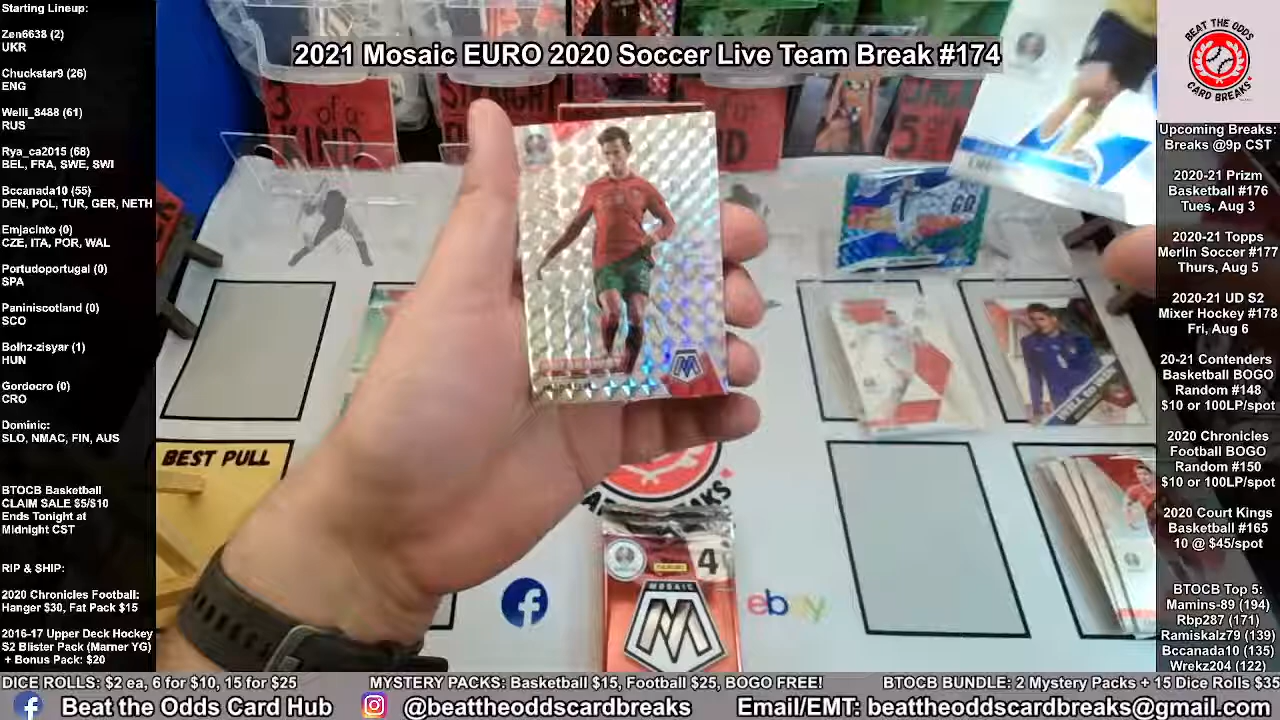 2021 Mosaic EURO 2020 Soccer Live Team Break #174
Starting Lineup:
Zen6638 (2)
UKR
Chuckstar9 (26)
ENG
Welli_8488 (61)
RUS
Rya_ca2015 (68)
BEL, FRA, SWE, SWI
Bccanada10 (55)
DEN, POL, TUR, GER, NETH
Emjacinto (0)
CZE, ITA, POR, WAL
Portudoportugal (0)
SPA
Paniniscotland (0)
SCO
Bolhz-zisyar (1)
HUN
Gordocro (0)
CRO
Dominic:
SLO, NMAC, FIN, AUS
BTOCB Basketball
CLAIM SALE $5/$10
Ends Tonight at
Midnight CST
RIP & SHIP:
2020 Chronicles Football:
Hanger $30, Fat Pack $15
2016-17 Upper Deck Hockey
S2 Blister Pack (Marner YG)
+ Bonus Pack: $20
3
of a
KIND
BEST PULL
MOSAIC
4
ebay
BEAT THE ODDS
CARD BREAKS
Upcoming Breaks:
Breaks @9p CST
2020-21 Prizm
Basketball #176
Tues, Aug 3
2020-21 Topps
Merlin Soccer #177
Thurs, Aug 5
2020-21 UD S2
Mixer Hockey #178
Fri, Aug 6
20-21 Contenders
Basketball BOGO
Random #148
$10 or 100LP/spot
2020 Chronicles
Football BOGO
Random #150
$10 or 100LP/spot
2020 Court Kings
Basketball #165
10 @ $45/spot
BTOCB Top 5:
Mamins-89 (194)
Rbp287 (171)
Ramiskalz79 (139)
Bccanada10 (135)
Wrekz204 (122)
DICE ROLLS: $2 ea, 6 for $10, 15 for $25
MYSTERY PACKS: Basketball $15, Football $25, BOGO FREE!
BTOCB BUNDLE: 2 Mystery Packs + 15 Dice Rolls $35
Beat the Odds Card Hub
@beattheoddscardbreaks
Email/EMT: beattheoddscardbreaks@gmail.com